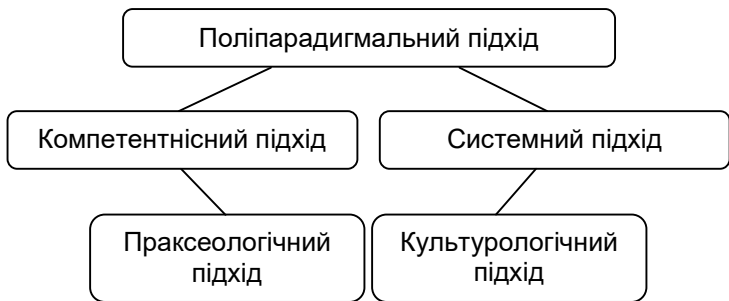 Поліпарадигмальний підхід
Компетентнісний підхід
Системний підхід
Праксеологічний
підхід
Культурологічний
підхід